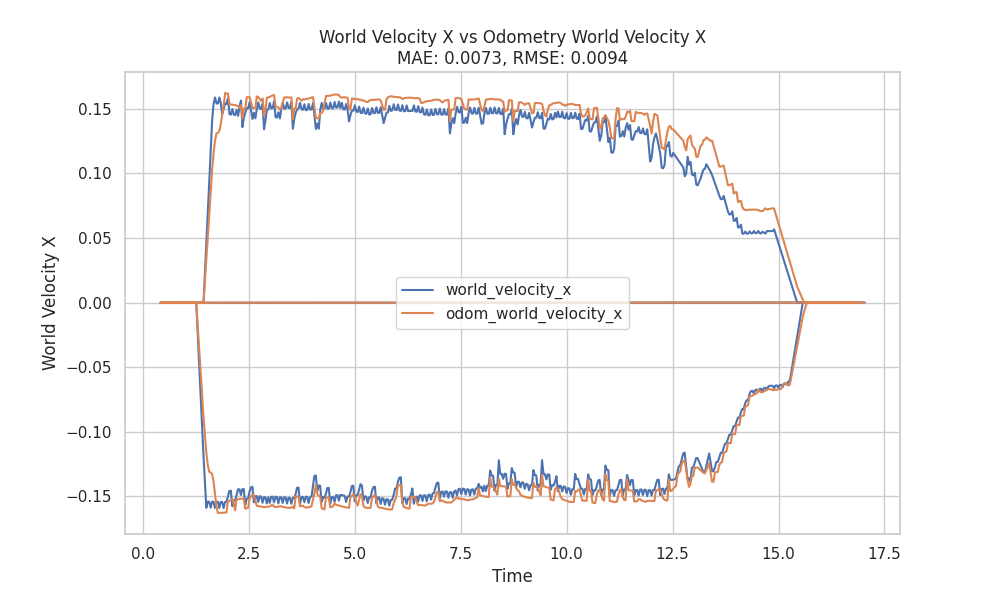 World Velocity X vs Odometry World Velocity X
MAE: 0.0073, RMSE: 0.0094
World Velocity X
0.15
0.10
0.05
0.00
−0.05
−0.10
−0.15
world_velocity_x
odom_world_velocity_x
0.0 2.5 5.0 7.5 10.0 12.5 15.0 17.5
Time